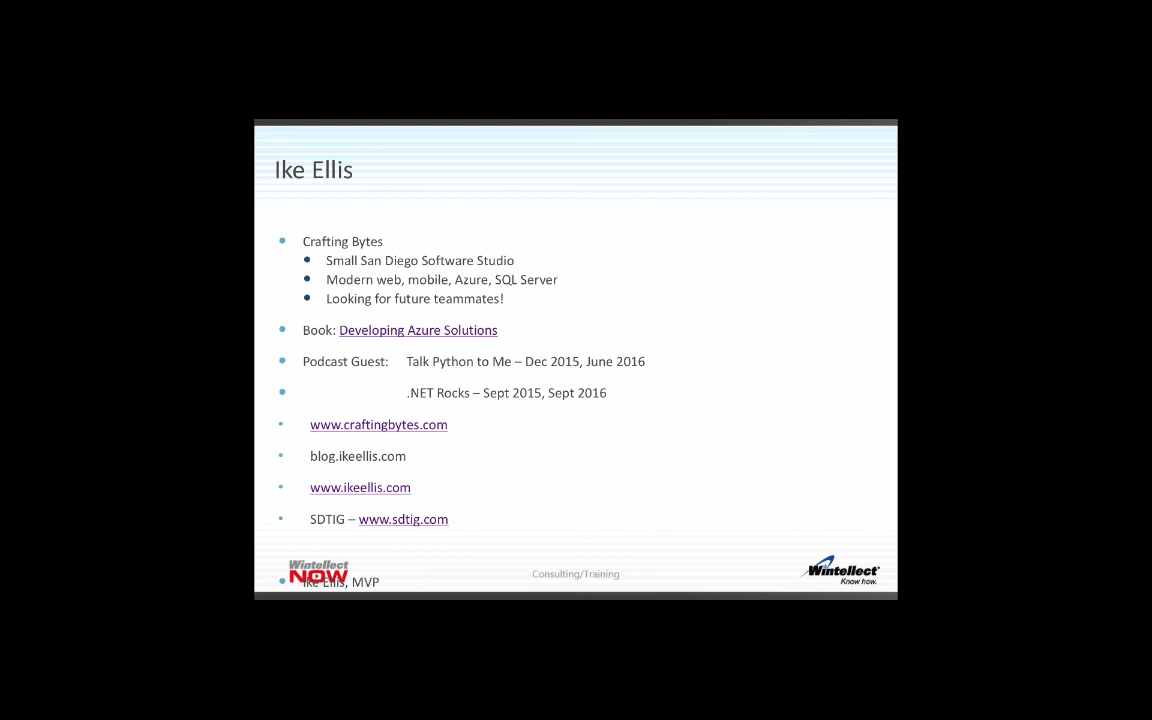 Ike Ellis
Crafting Bytes
Small San Diego Software Studio
Modern web, mobile, Azure, SQL Server
Looking for future teammates!
Book: Developing Azure Solutions
Podcast Guest: Talk Python to Me – Dec 2015, June 2016
.NET Rocks – Sept 2015, Sept 2016
www.craftingbytes.com
blog.ikeellis.com
www.ikeellis.com
SDTIG – www.sdtig.com
Ike Ellis, MVP
Wintellect
NOW
Consulting/Training
Wintellect
Know how.